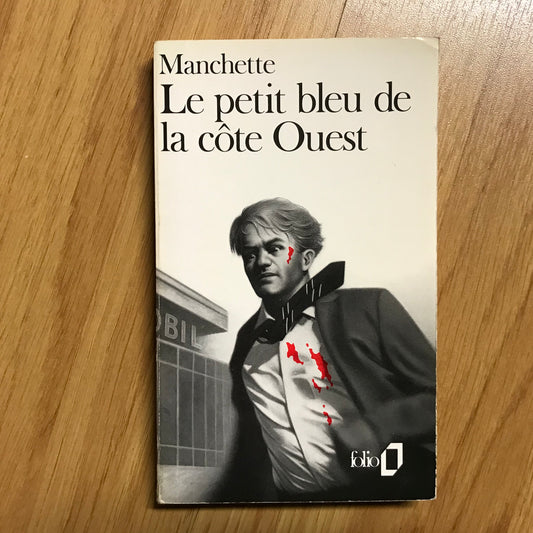 Manchette
Le petit bleu de
la côte Ouest
OBIL
folio